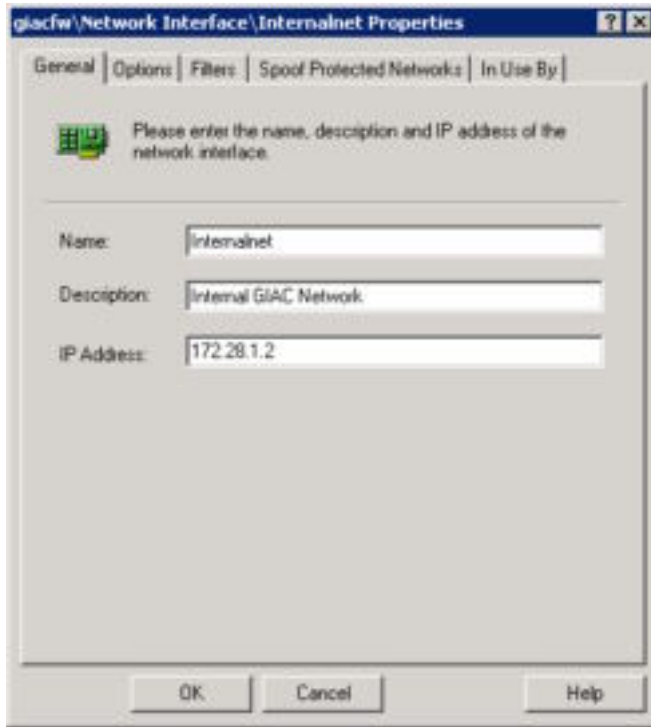 giacfw\Network Interface\Internalnet Properties
General Options Filters Spoof Protected Networks In Use By
Please enter the name, description and IP address of the
network interface.
Name: Internalnet
Description: Internal GIAC Network
IP Address: 172.28.1.2
OK Cancel Help